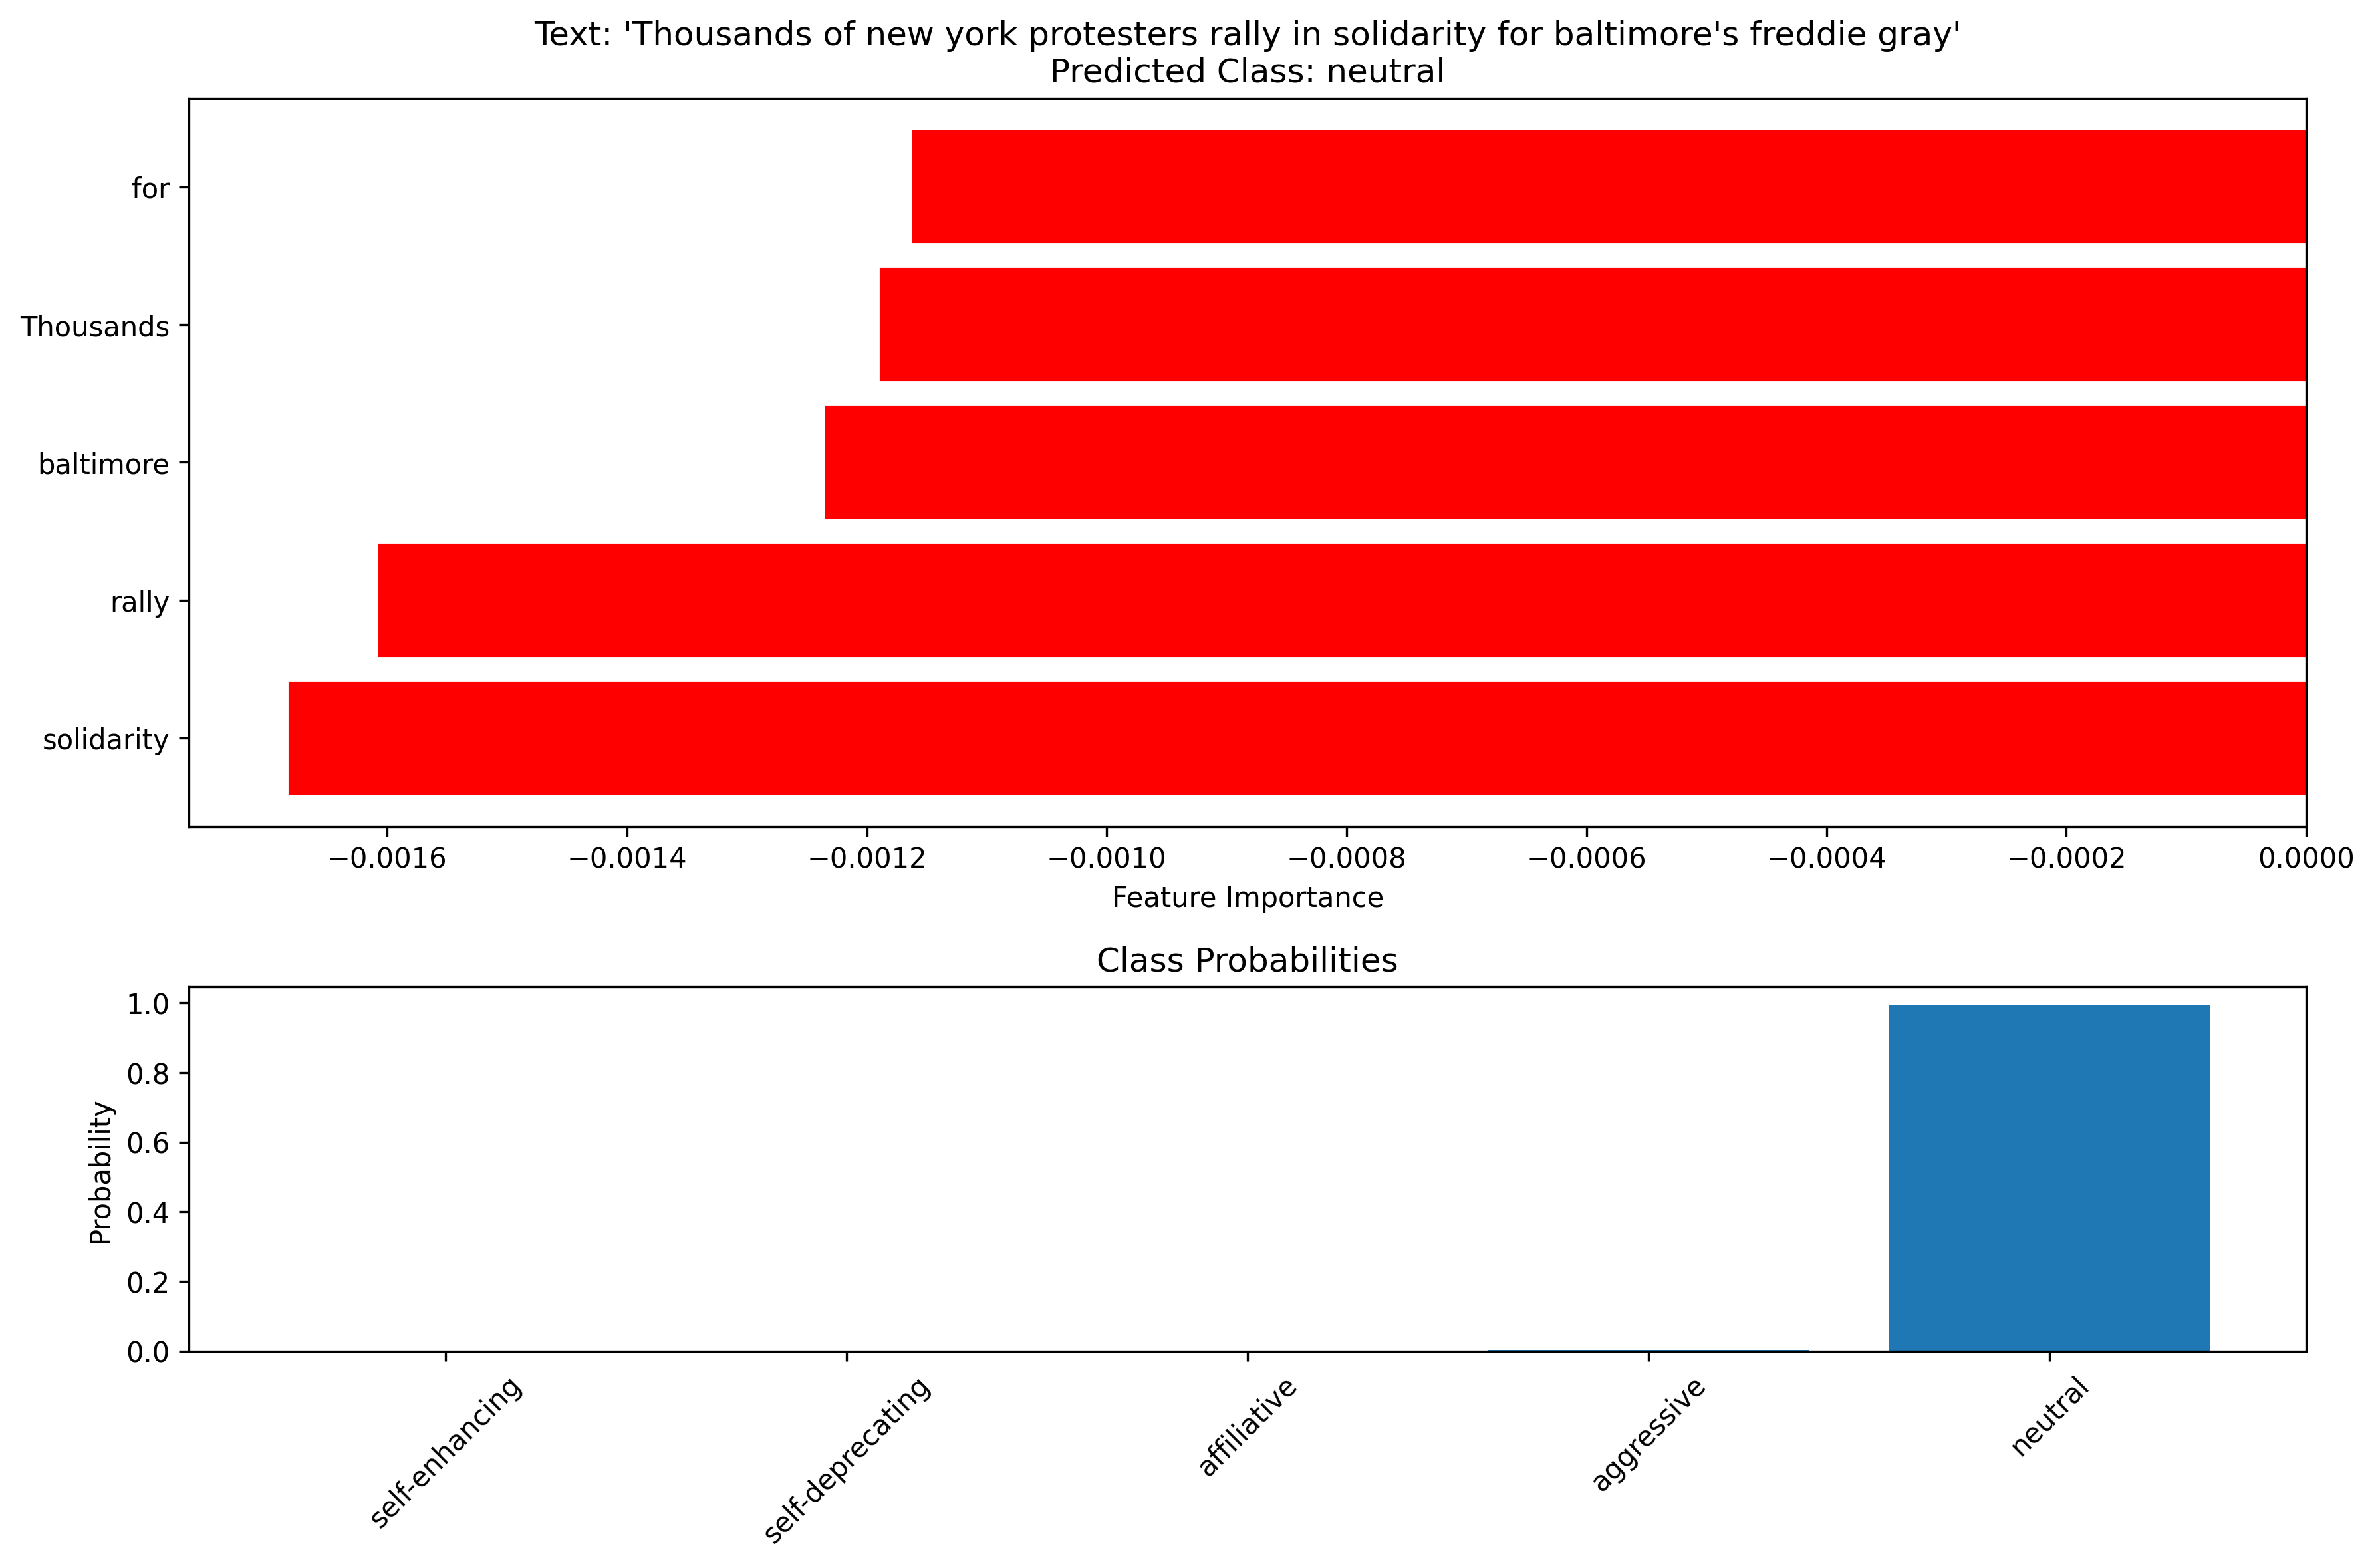 Text: 'Thousands of new york protesters rally in solidarity for baltimore's freddie gray'
Predicted Class: neutral
for
Thousands
baltimore
rally
solidarity
−0.0016
−0.0014
−0.0012
−0.0010
−0.0008
−0.0006
−0.0004
−0.0002
0.0000
Feature Importance
Class Probabilities
1.0
0.8
0.6
0.4
0.2
0.0
Probability
self-enhancing
self-deprecating
affiliative
aggressive
neutral